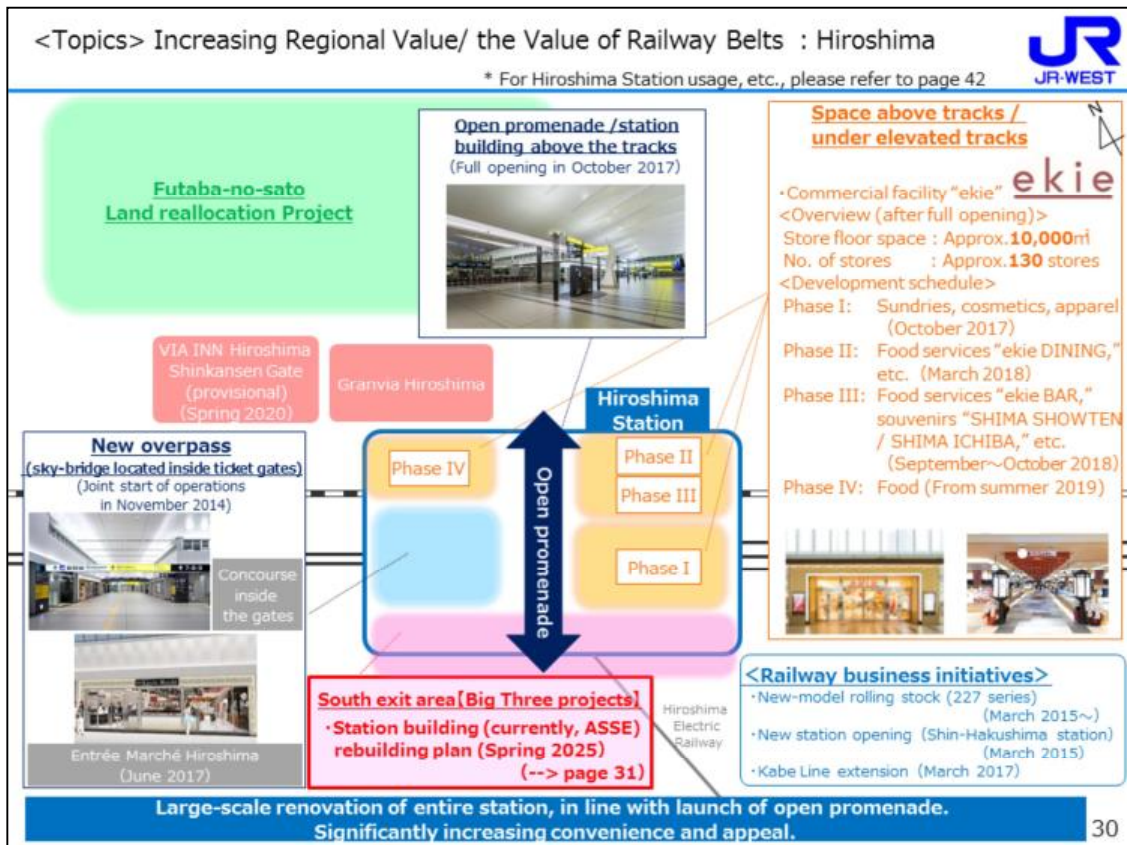 <Topics> Increasing Regional Value/ the Value of Railway Belts : Hiroshima
JR
JR-WEST
* For Hiroshima Station usage, etc., please refer to page 42
Futaba-no-sato
Land reallocation Project
Open promenade /station
building above the tracks
(Full opening in October 2017)
Space above tracks /
under elevated tracks
N
ekie
・Commercial facility "ekie"
<Overview (after full opening)>
Store floor space : Approx.10,000㎡
No. of stores : Approx.130 stores
<Development schedule>
Phase I: Sundries, cosmetics, apparel
(October 2017)
Phase II: Food services "ekie DINING,"
etc. (March 2018)
Phase III: Food services "ekie BAR,"
souvenirs "SHIMA SHOWTEN
/ SHIMA ICHIBA," etc.
(September～October 2018)
Phase IV: Food (From summer 2019)
VIA INN Hiroshima
Shinkansen Gate
(provisional)
(Spring 2020)
Granvia Hiroshima
Hiroshima
Station
New overpass
(sky-bridge located inside ticket gates)
(Joint start of operations
in November 2014)
Concourse
inside
the gates
Entrée Marché Hiroshima
(June 2017)
Phase IV
Phase II
Phase III
Phase I
Open promenade
South exit area【Big Three projects】
・Station building (currently, ASSE)
rebuilding plan (Spring 2025)
(--> page 31)
Hiroshima
Electric
Railway
<Railway business initiatives>
・New-model rolling stock (227 series)
(March 2015～)
・New station opening (Shin-Hakushima station)
(March 2015)
・Kabe Line extension (March 2017)
Large-scale renovation of entire station, in line with launch of open promenade.
Significantly increasing convenience and appeal.
30